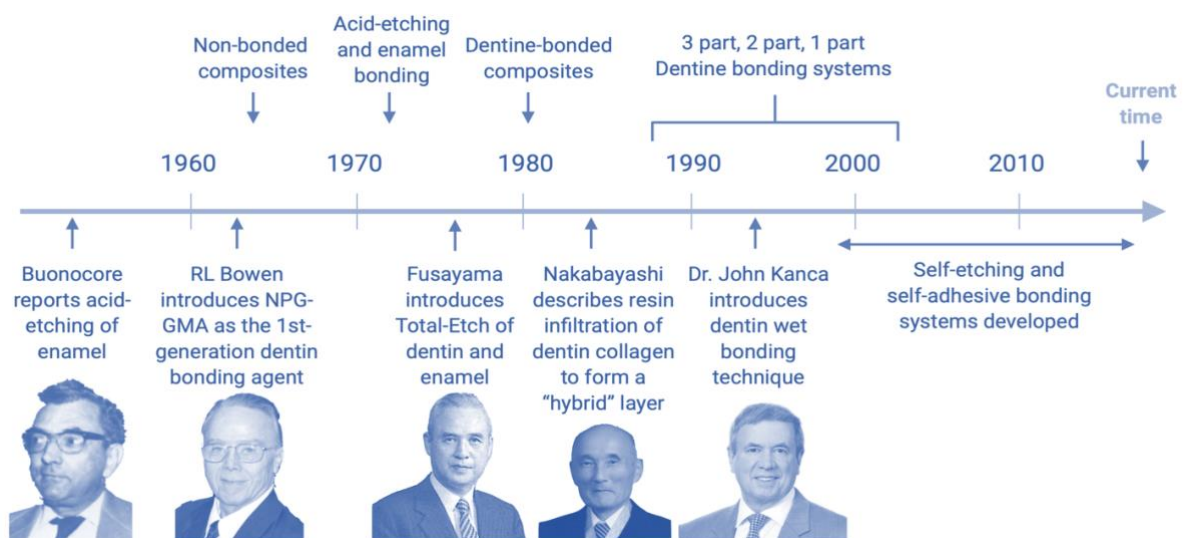 Non-bonded
composites
Acid-etching
and enamel
bonding
Dentine-bonded
composites
3 part, 2 part, 1 part
Dentine bonding systems
Current
time
1960
1970
1980
1990
2000
2010
Buonocore
reports acid-
etching of
enamel
RL Bowen
introduces NPG-
GMA as the 1st-
generation dentin
bonding agent
Fusayama
introduces
Total-Etch of
dentin and
enamel
Nakabayashi
describes resin
infiltration of
dentin collagen
to form a
“hybrid” layer
Dr. John Kanca
introduces
dentin wet
bonding
technique
Self-etching and
self-adhesive bonding
systems developed